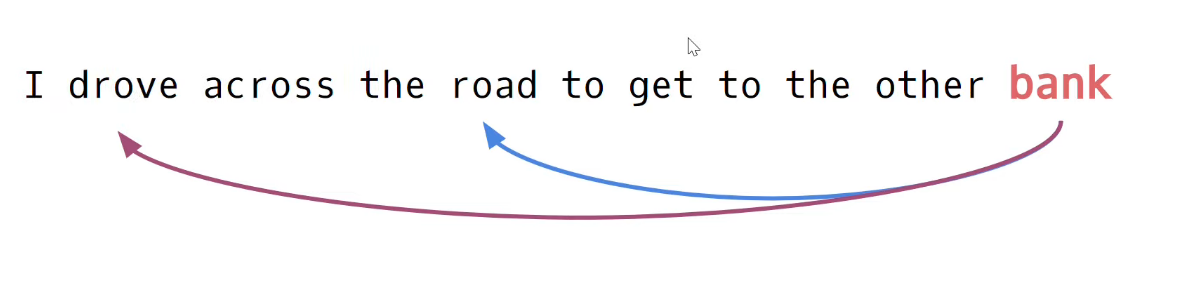 I drove across the road to get to the other bank